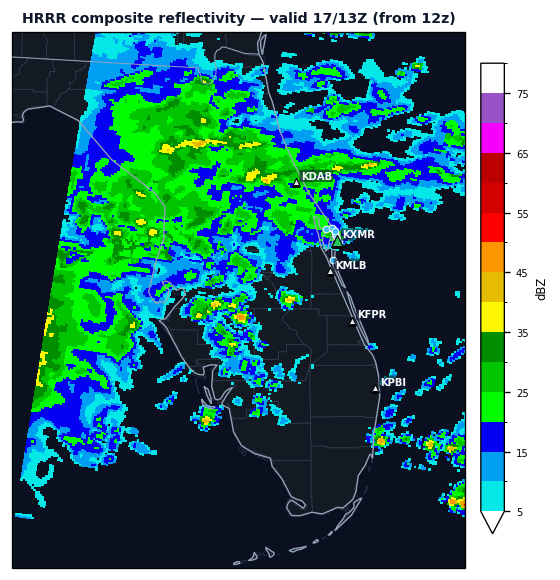 HRRR composite reflectivity — valid 17/13Z (from 12z)
KDAB
KXMR
KMLB
KFPR
KPBI
75
65
55
45
35
25
15
5
dBZ